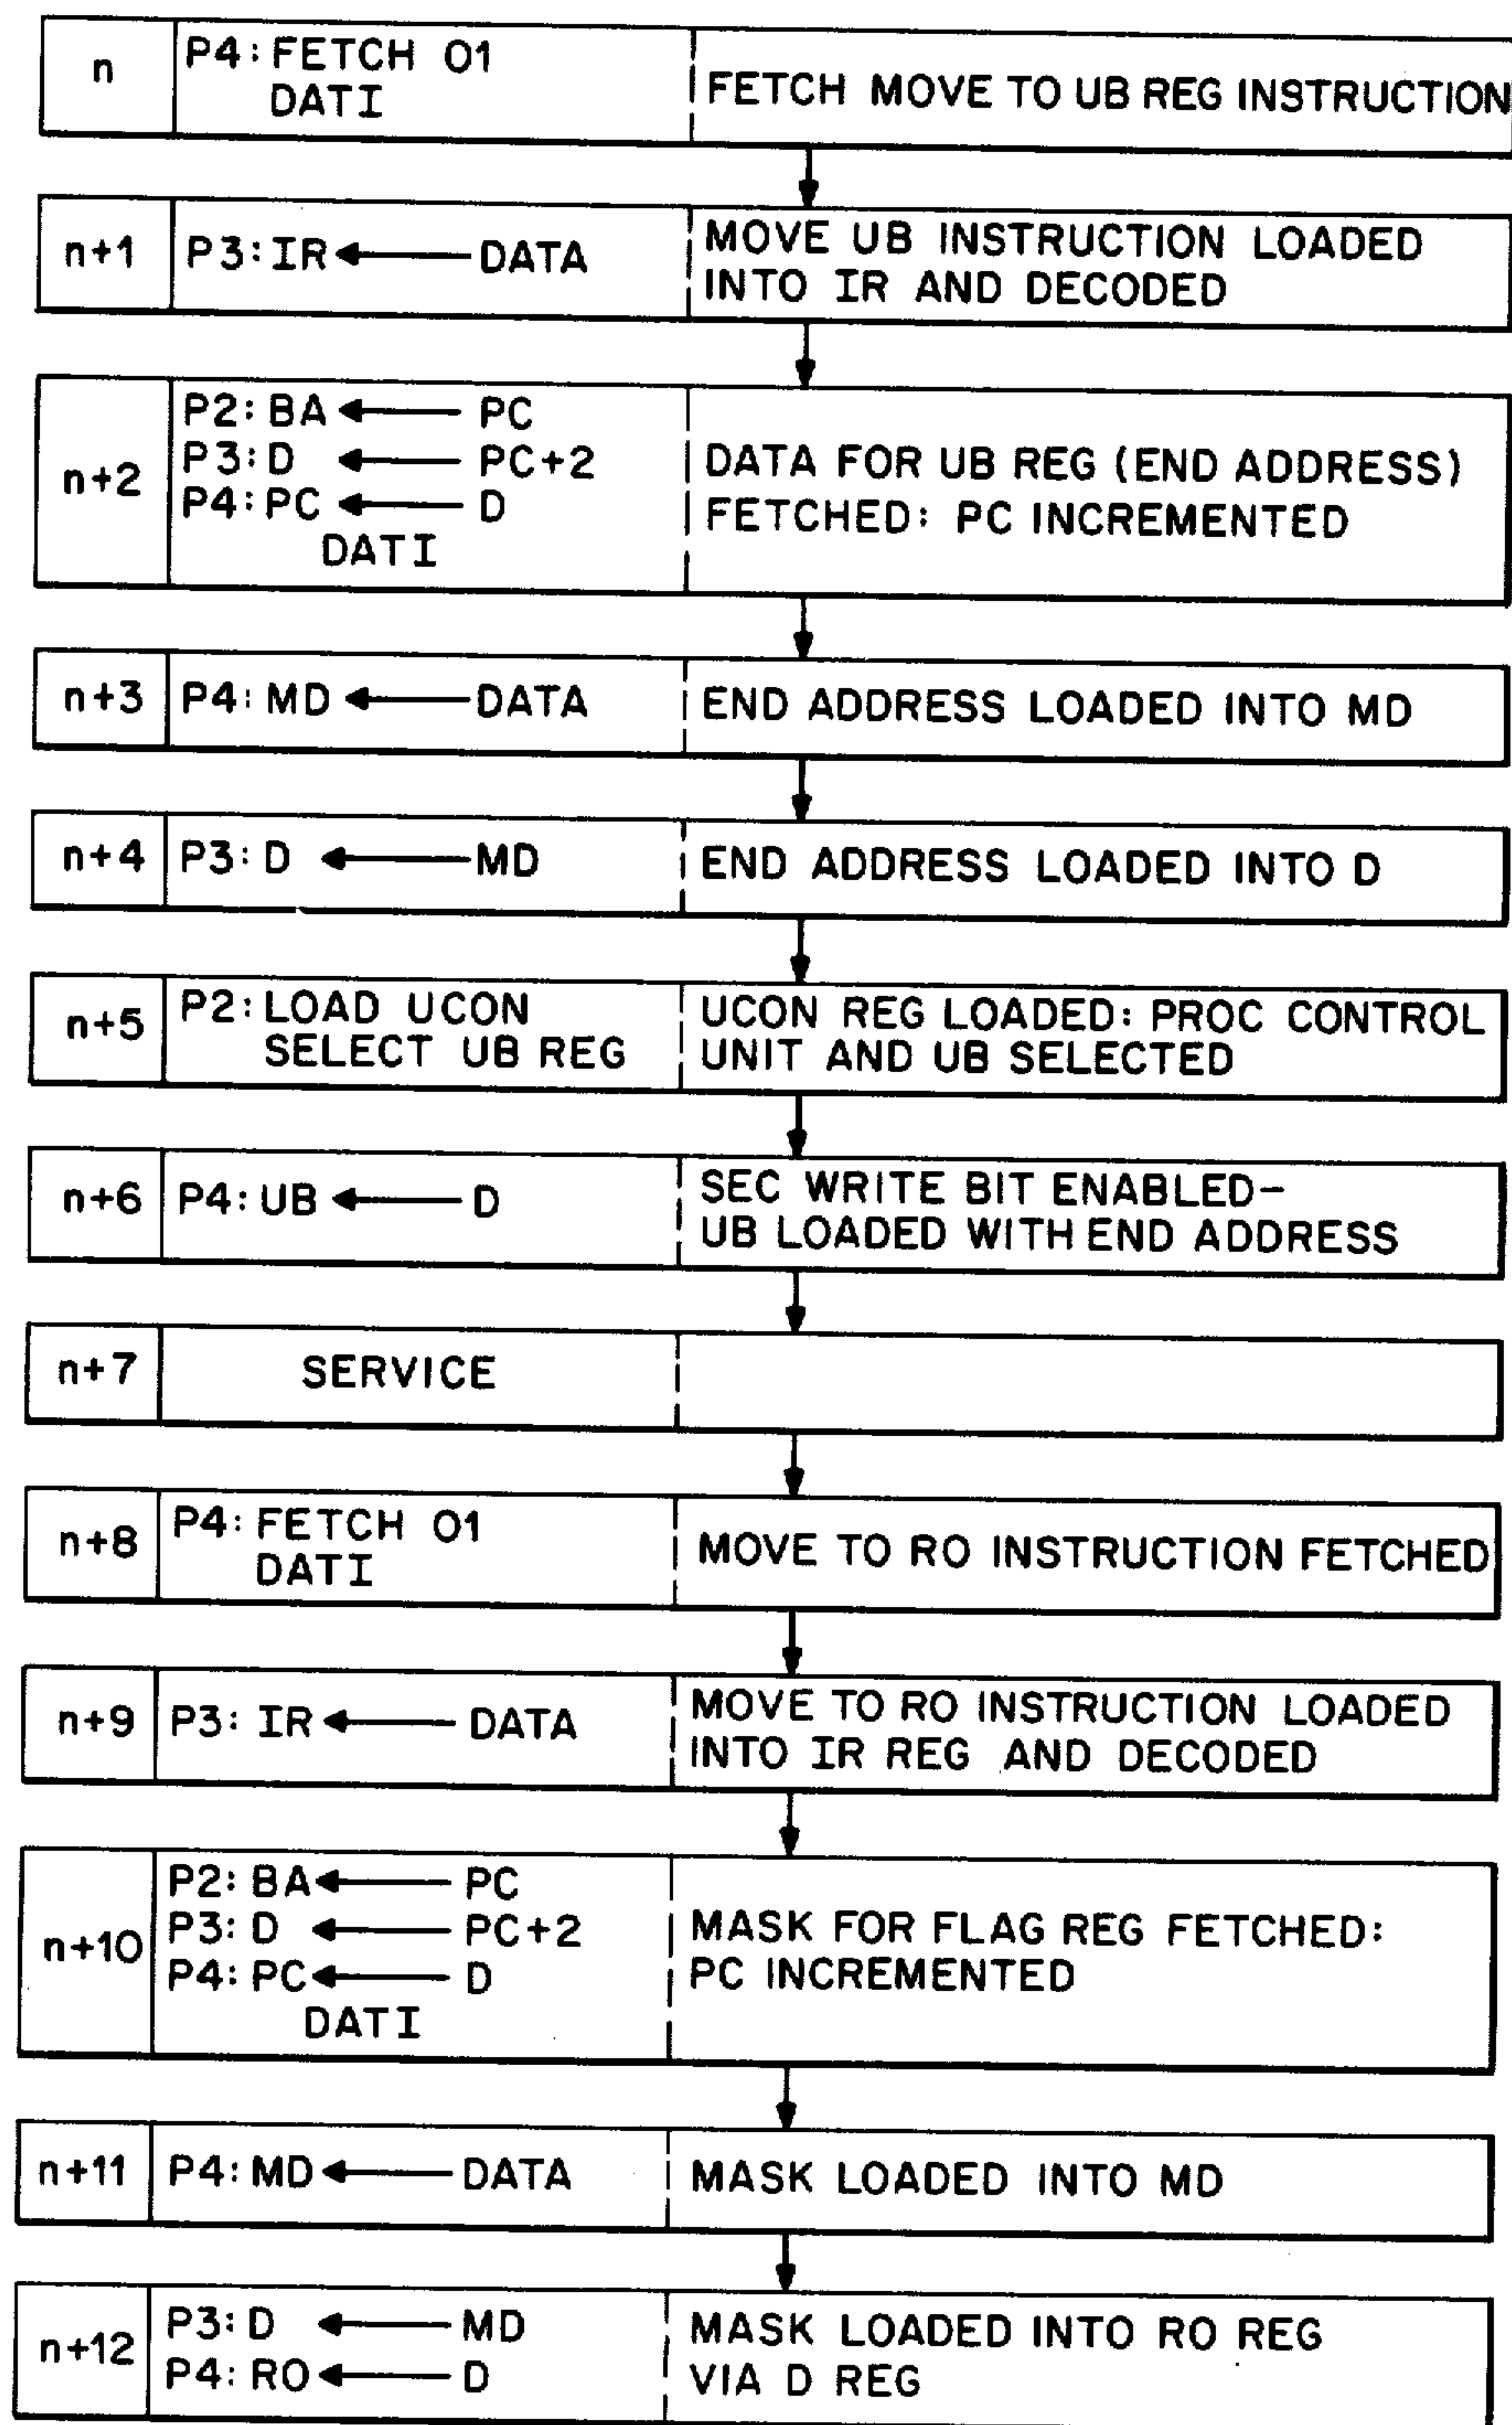 n
P4: FETCH 01
DATI
FETCH MOVE TO UB REG INSTRUCTION
n+1
P3: IR ← DATA
MOVE UB INSTRUCTION LOADED
INTO IR AND DECODED
n+2
P2: BA ← PC
P3: D ← PC+2
P4: PC ← D
DATI
DATA FOR UB REG (END ADDRESS)
FETCHED: PC INCREMENTED
n+3
P4: MD ← DATA
END ADDRESS LOADED INTO MD
n+4
P3: D ← MD
END ADDRESS LOADED INTO D
n+5
P2: LOAD UCON
SELECT UB REG
UCON REG LOADED: PROC CONTROL
UNIT AND UB SELECTED
n+6
P4: UB ← D
SEC WRITE BIT ENABLED-
UB LOADED WITH END ADDRESS
n+7
SERVICE
n+8
P4: FETCH 01
DATI
MOVE TO RO INSTRUCTION FETCHED
n+9
P3: IR ← DATA
MOVE TO RO INSTRUCTION LOADED
INTO IR REG AND DECODED
n+10
P2: BA ← PC
P3: D ← PC+2
P4: PC ← D
DATI
MASK FOR FLAG REG FETCHED:
PC INCREMENTED
n+11
P4: MD ← DATA
MASK LOADED INTO MD
n+12
P3: D ← MD
P4: RO ← D
MASK LOADED INTO RO REG
VIA D REG